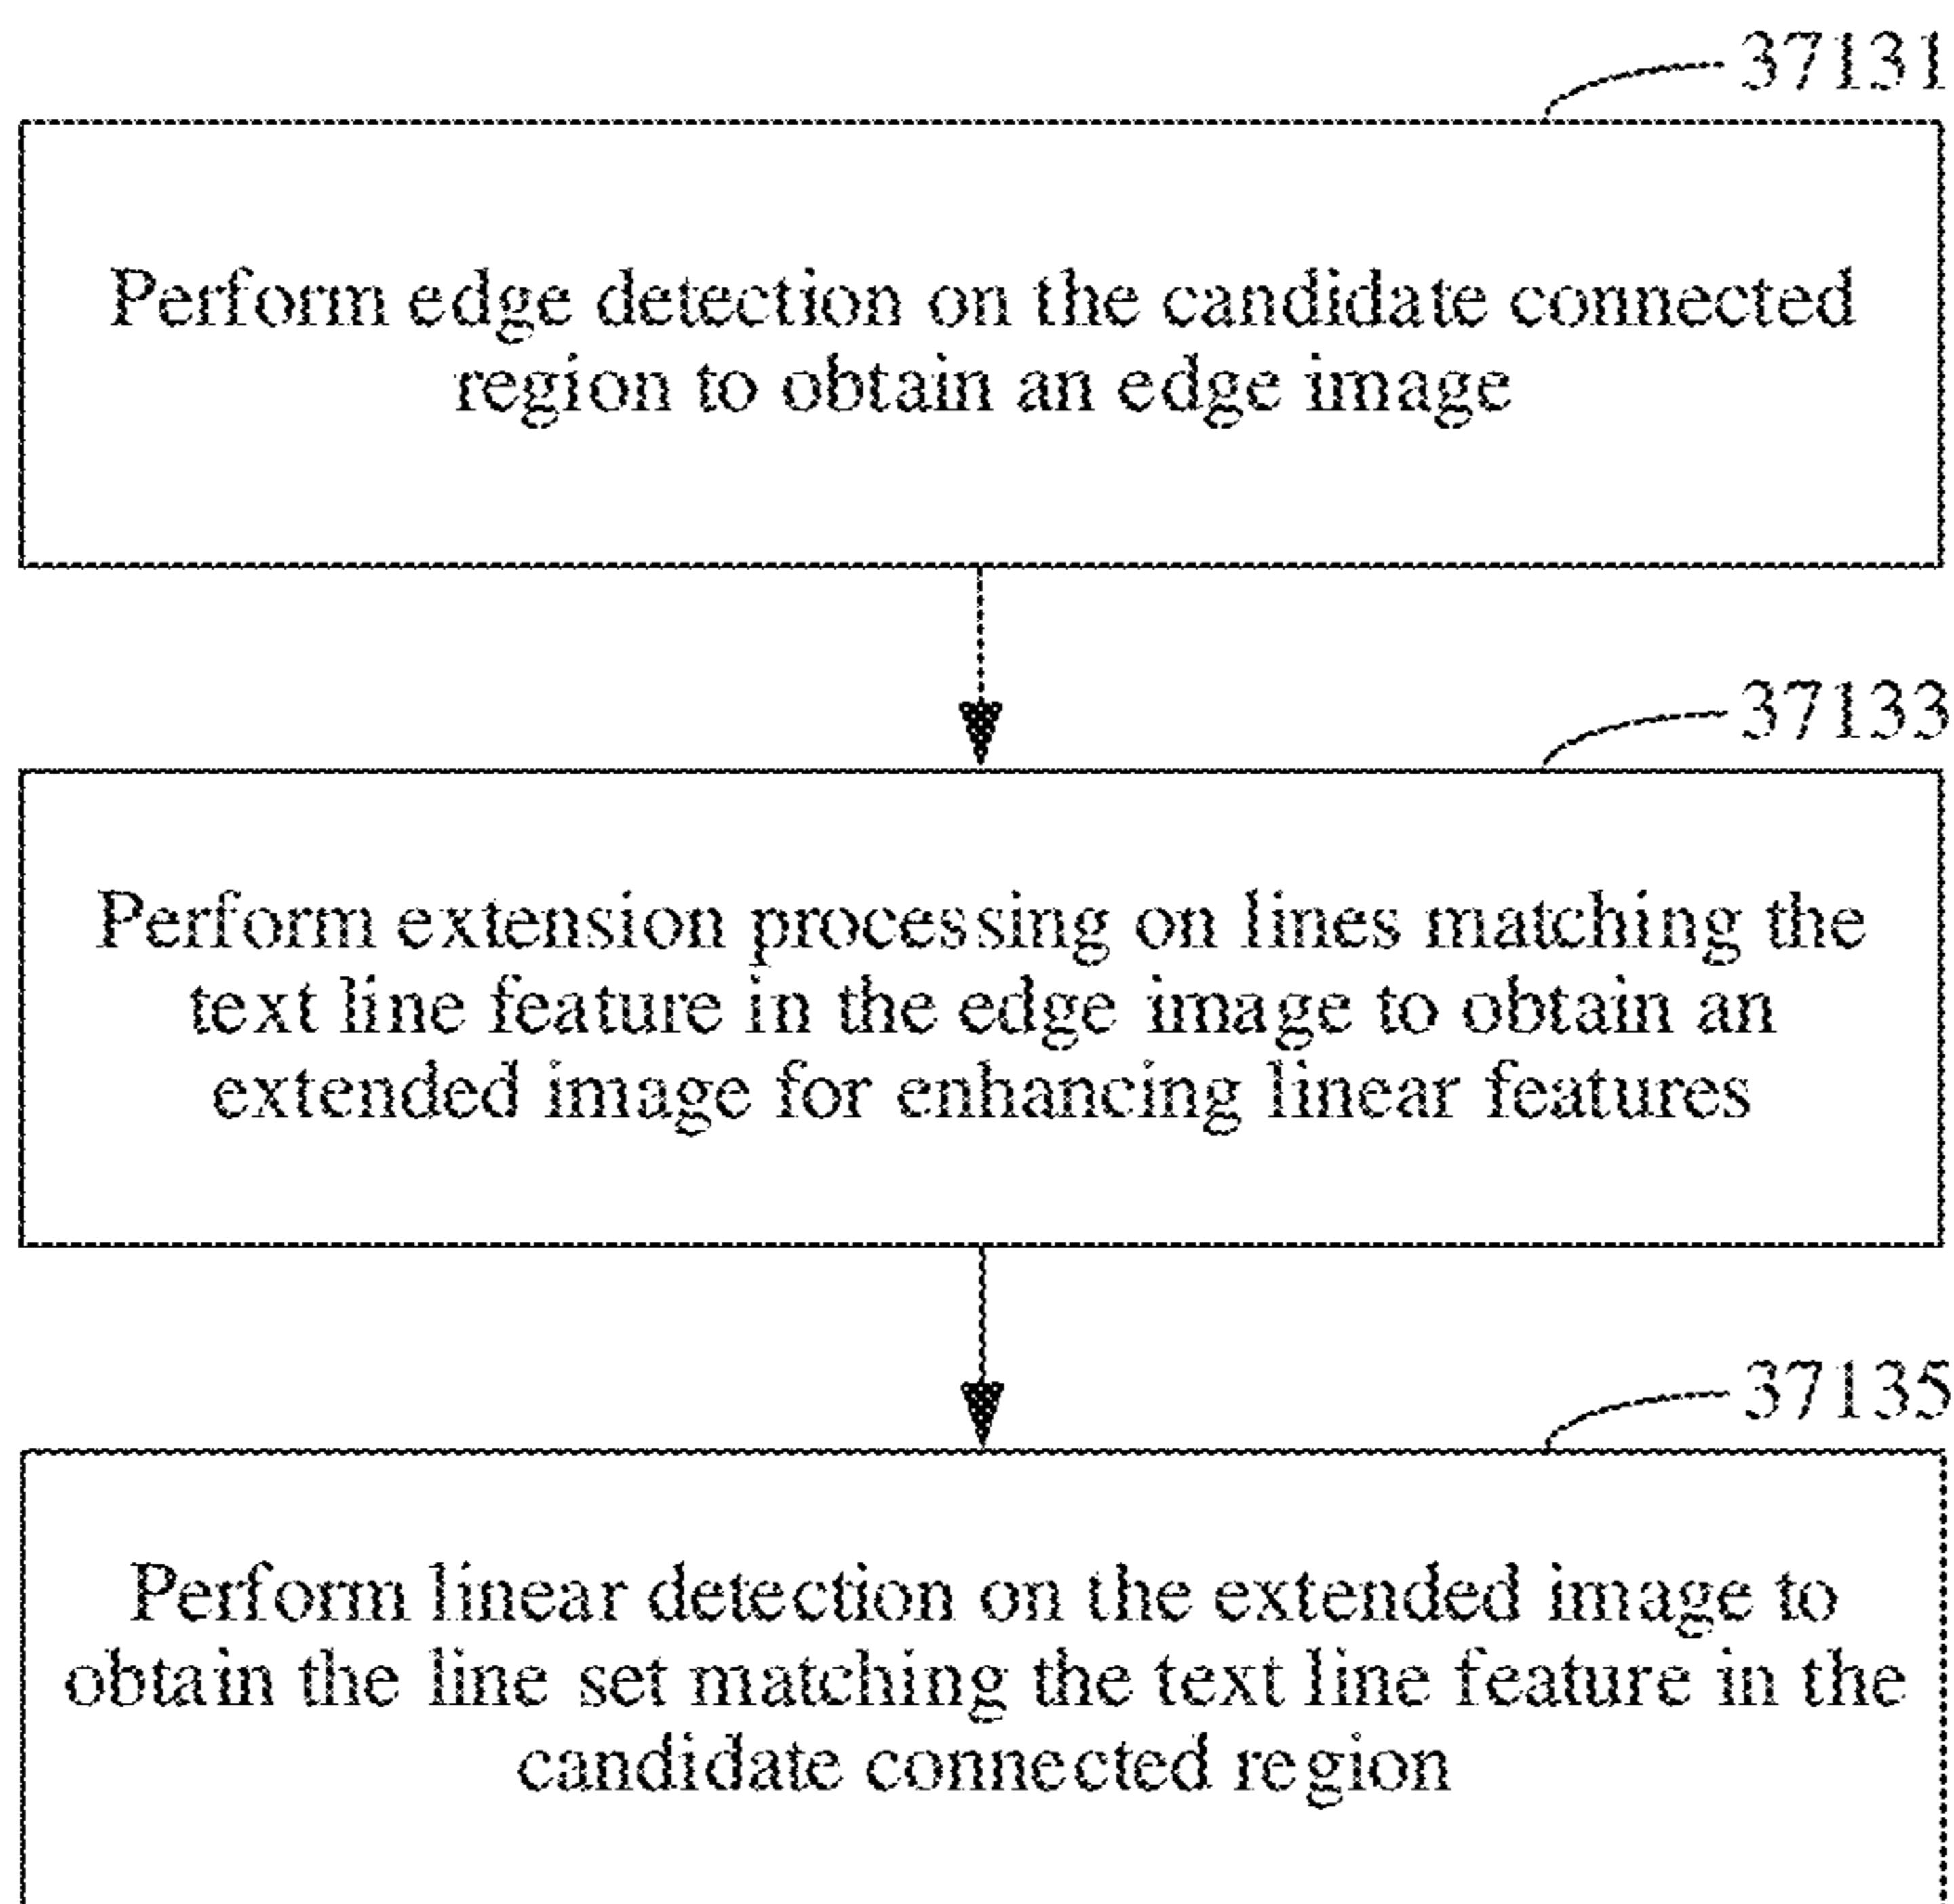 37131
Perform edge detection on the candidate connected
region to obtain an edge image
37133
Perform extension processing on lines matching the
text line feature in the edge image to obtain an
extended image for enhancing linear features
37135
Perform linear detection on the extended image to
obtain the line set matching the text line feature in the
candidate connected region